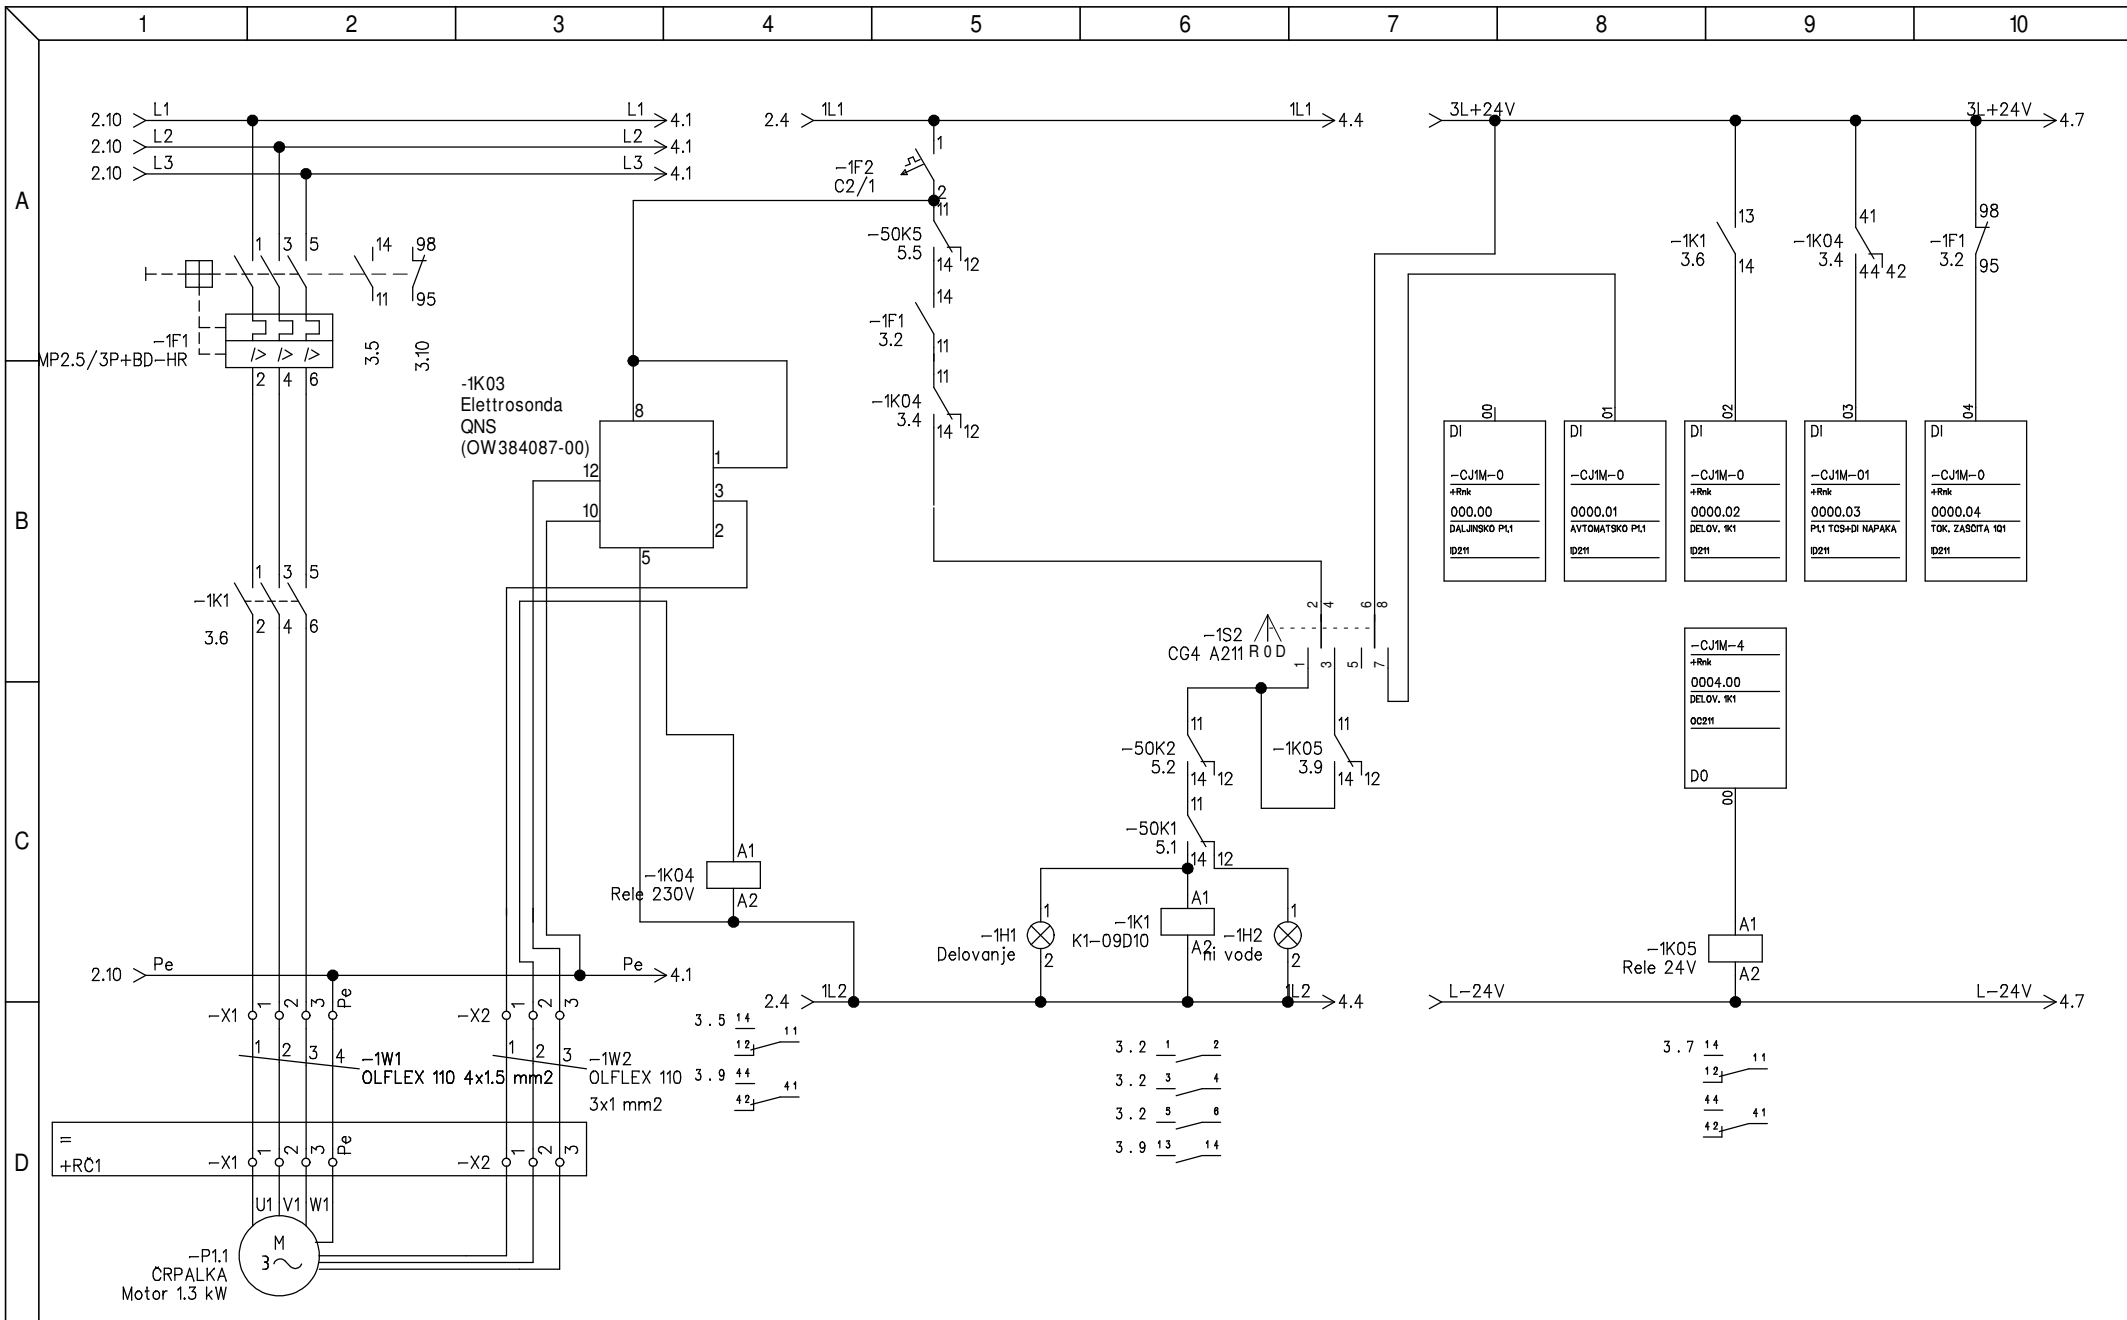 1 2 3 4 5 6 7 8 9 10
A
B
C
D
2.10 L1 L1 4.1
2.10 L2 L2 4.1
2.10 L3 L3 4.1
2.4 1L1 1L1 4.4
3L+24V 3L+24V 4.7
1 3 5 14 98
11 95
-1F1
MP2.5/3P+BD-HR
I> I> I>
2 4 6
3.5
3.10
1 3 5
-1K1
3.6
2 4 6
-1K03
Elettrosonda
QNS
(OW384087-00)
8
12
10
1
3
2
5
-1K04
Rele 230V
A1
A2
1
-1F2
C2/1
2
11
-50K5
5.5
14 12
14
-1F1
3.2
11
11
-1K04
3.4
14 12
2 4 6 8
-1S2
CG4 A211
R 0 D
1 3 5 7
11
-50K2
5.2
14 12
11
-1K05
3.9
14 12
11
-50K1
5.1
14 12
1
-1H1
Delovanje
2
A1
-1K1
K1-09D10
A2
1
-1H2
ni vode
2
13
-1K1
3.6
14
41
-1K04
3.4
44 42
98
-1F1
3.2
95
00
DI
-CJ1M-0
+Rnk
000.00
DALJINSKO P1.1
ID211
01
DI
-CJ1M-0
+Rnk
0000.01
AVTOMATSKO P1.1
ID211
02
DI
-CJ1M-0
+Rnk
0000.02
DELOV. 1K1
ID211
03
DI
-CJ1M-01
+Rnk
0000.03
P1.1 TCS+DI NAPAKA
ID211
04
DI
-CJ1M-0
+Rnk
0000.04
TOK. ZAŠČITA 1Q1
ID211
-CJ1M-4
+Rnk
0004.00
DELOV. 1K1
OC211
DO
00
A1
-1K05
Rele 24V
A2
2.10 Pe Pe 4.1
2.4 1L2 1L2 4.4
L-24V L-24V 4.7
-X1 1 2 3 Pe
-X2 1 2 3
1 2 3 4
-1W1
OLFLEX 110 4x1.5 mm2
1 2 3
-1W2
OLFLEX 110
3x1 mm2
3.5 14
12 11
3.9 44
42 41
3.2 1 2
3.2 3 4
3.2 5 6
3.9 13 14
3.7 14
12 11
44
42 41
=
+RČ1
-X1 1 2 3 Pe
-X2 1 2 3
U1 V1 W1
M
3
-P1.1
ČRPALKA
Motor 1.3 kW